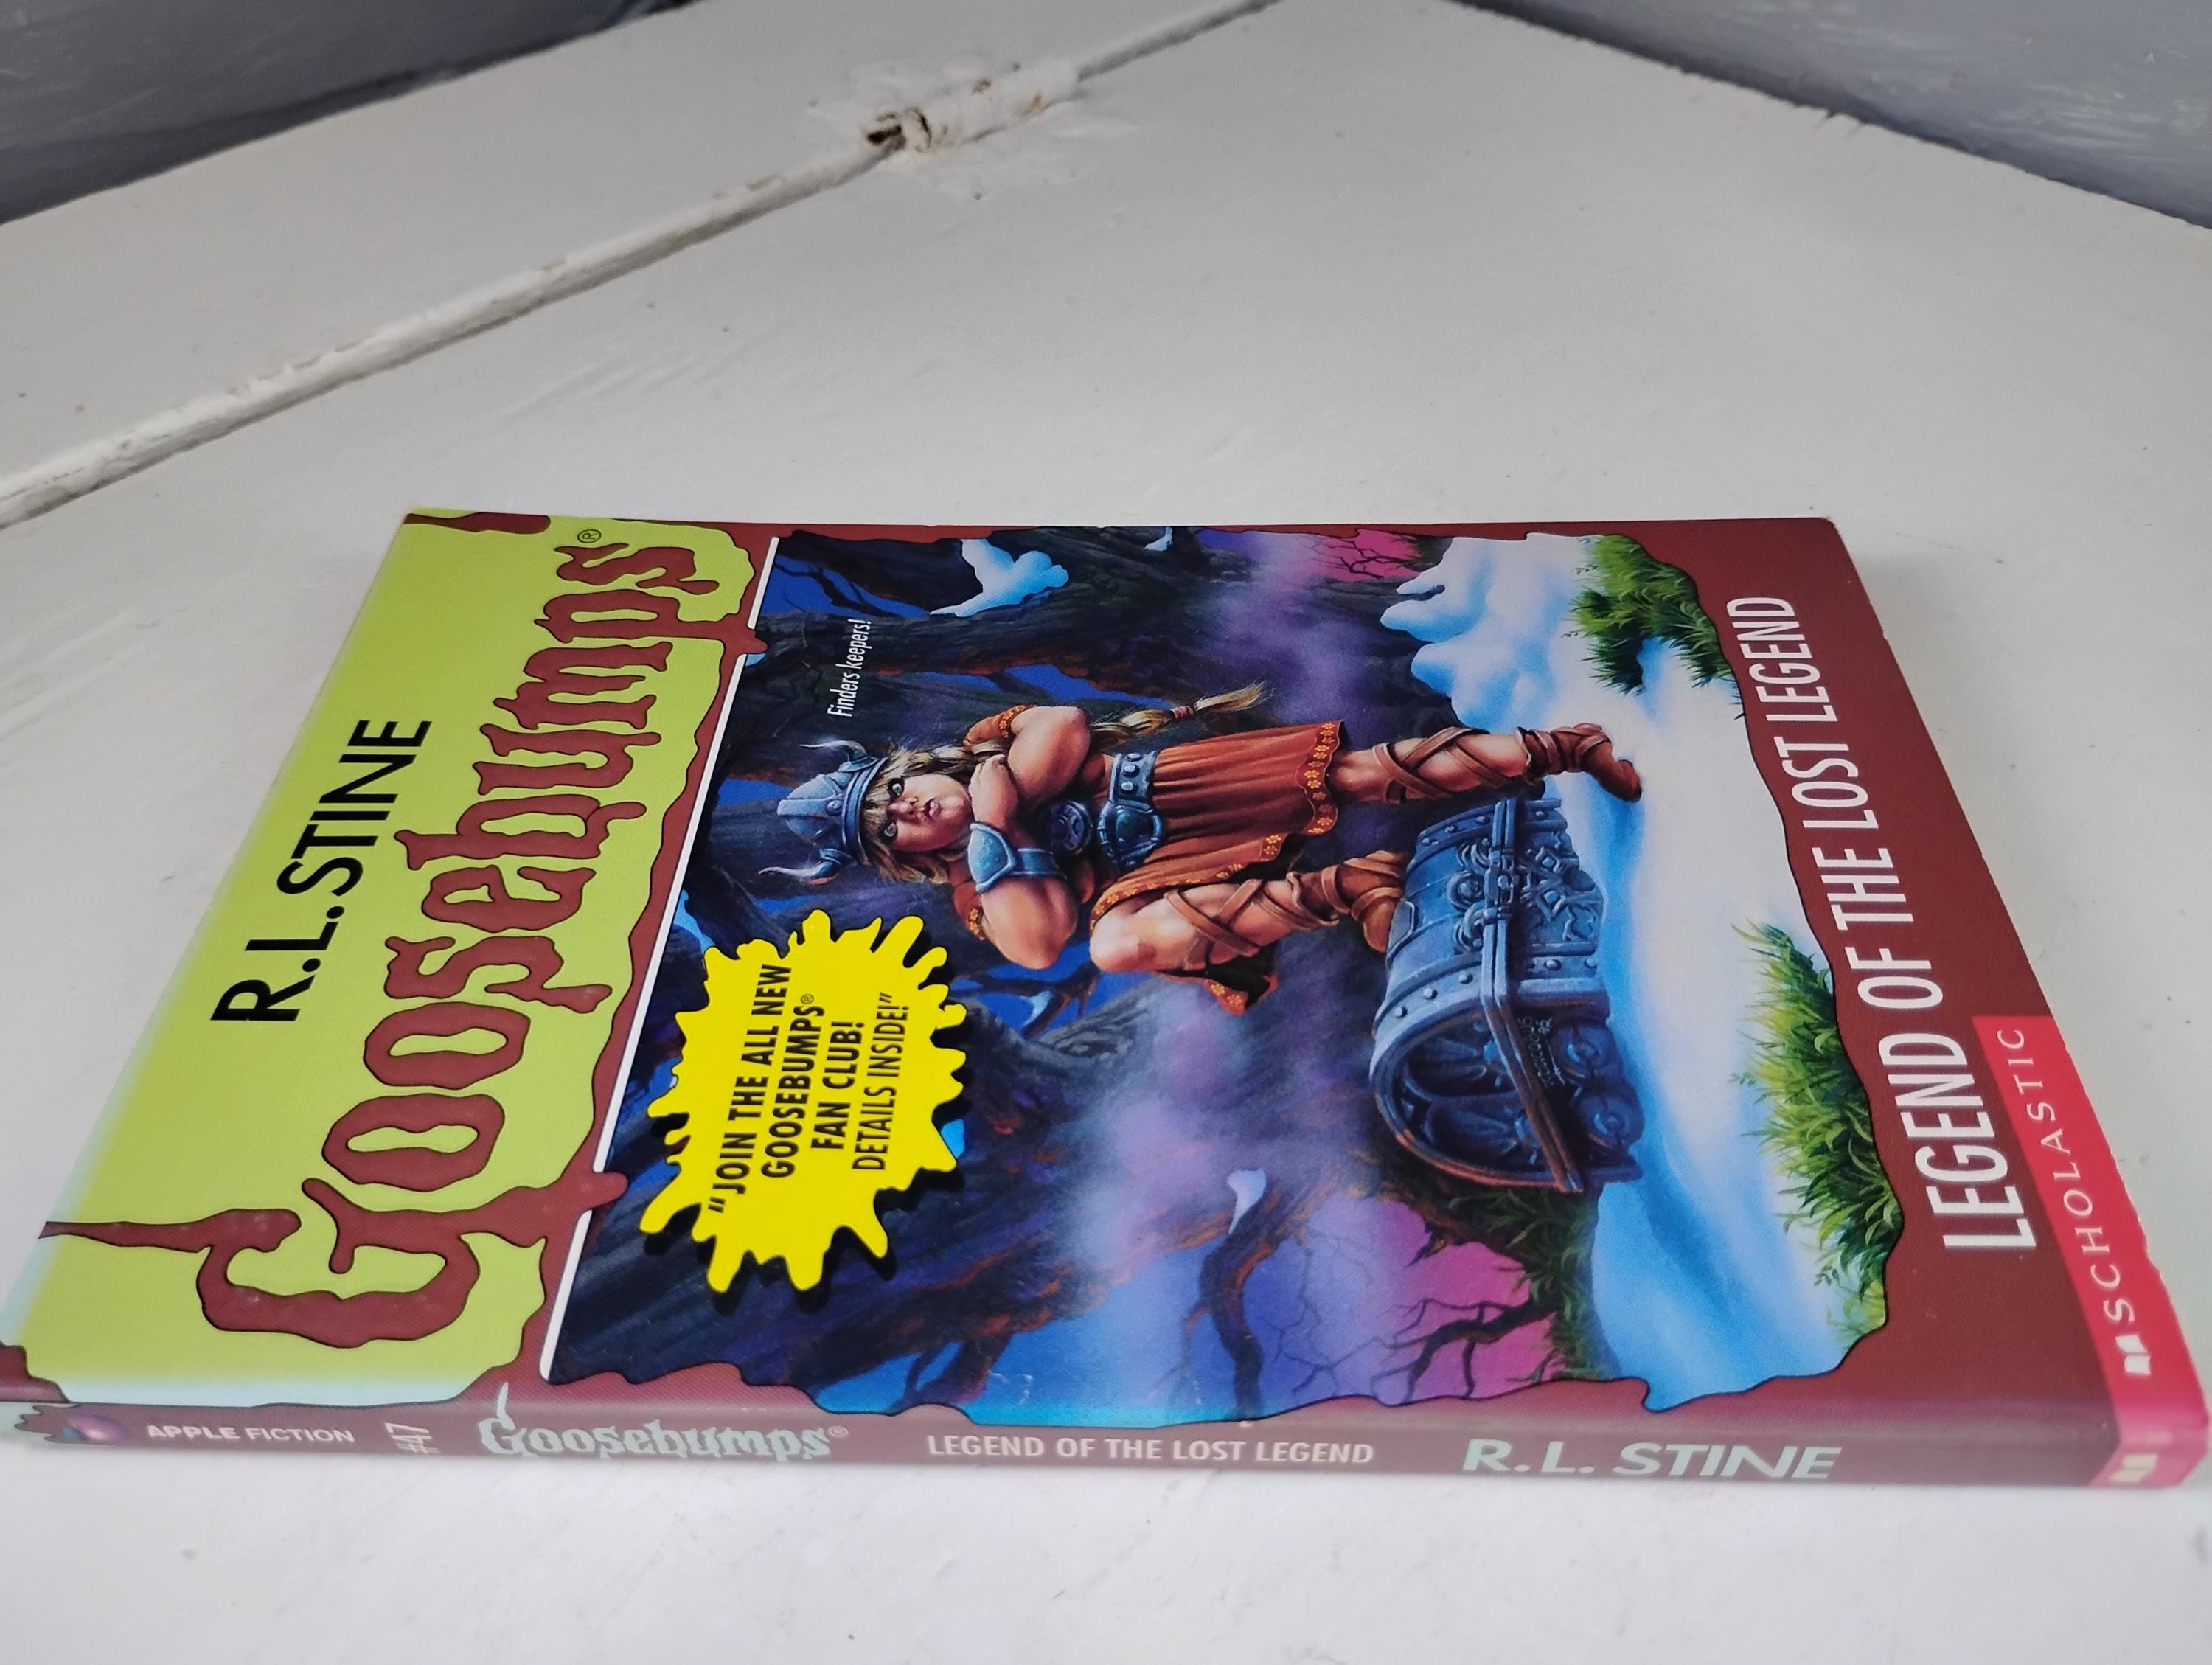 R.L. STINE
Goosebumps®
Finders keepers!
"JOIN THE ALL NEW
GOOSEBUMPS®
FAN CLUB!
DETAILS INSIDE!"
LEGEND OF THE LOST LEGEND
SCHOLASTIC
APPLE FICTION
#47
Goosebumps®
LEGEND OF THE LOST LEGEND
R.L. STINE